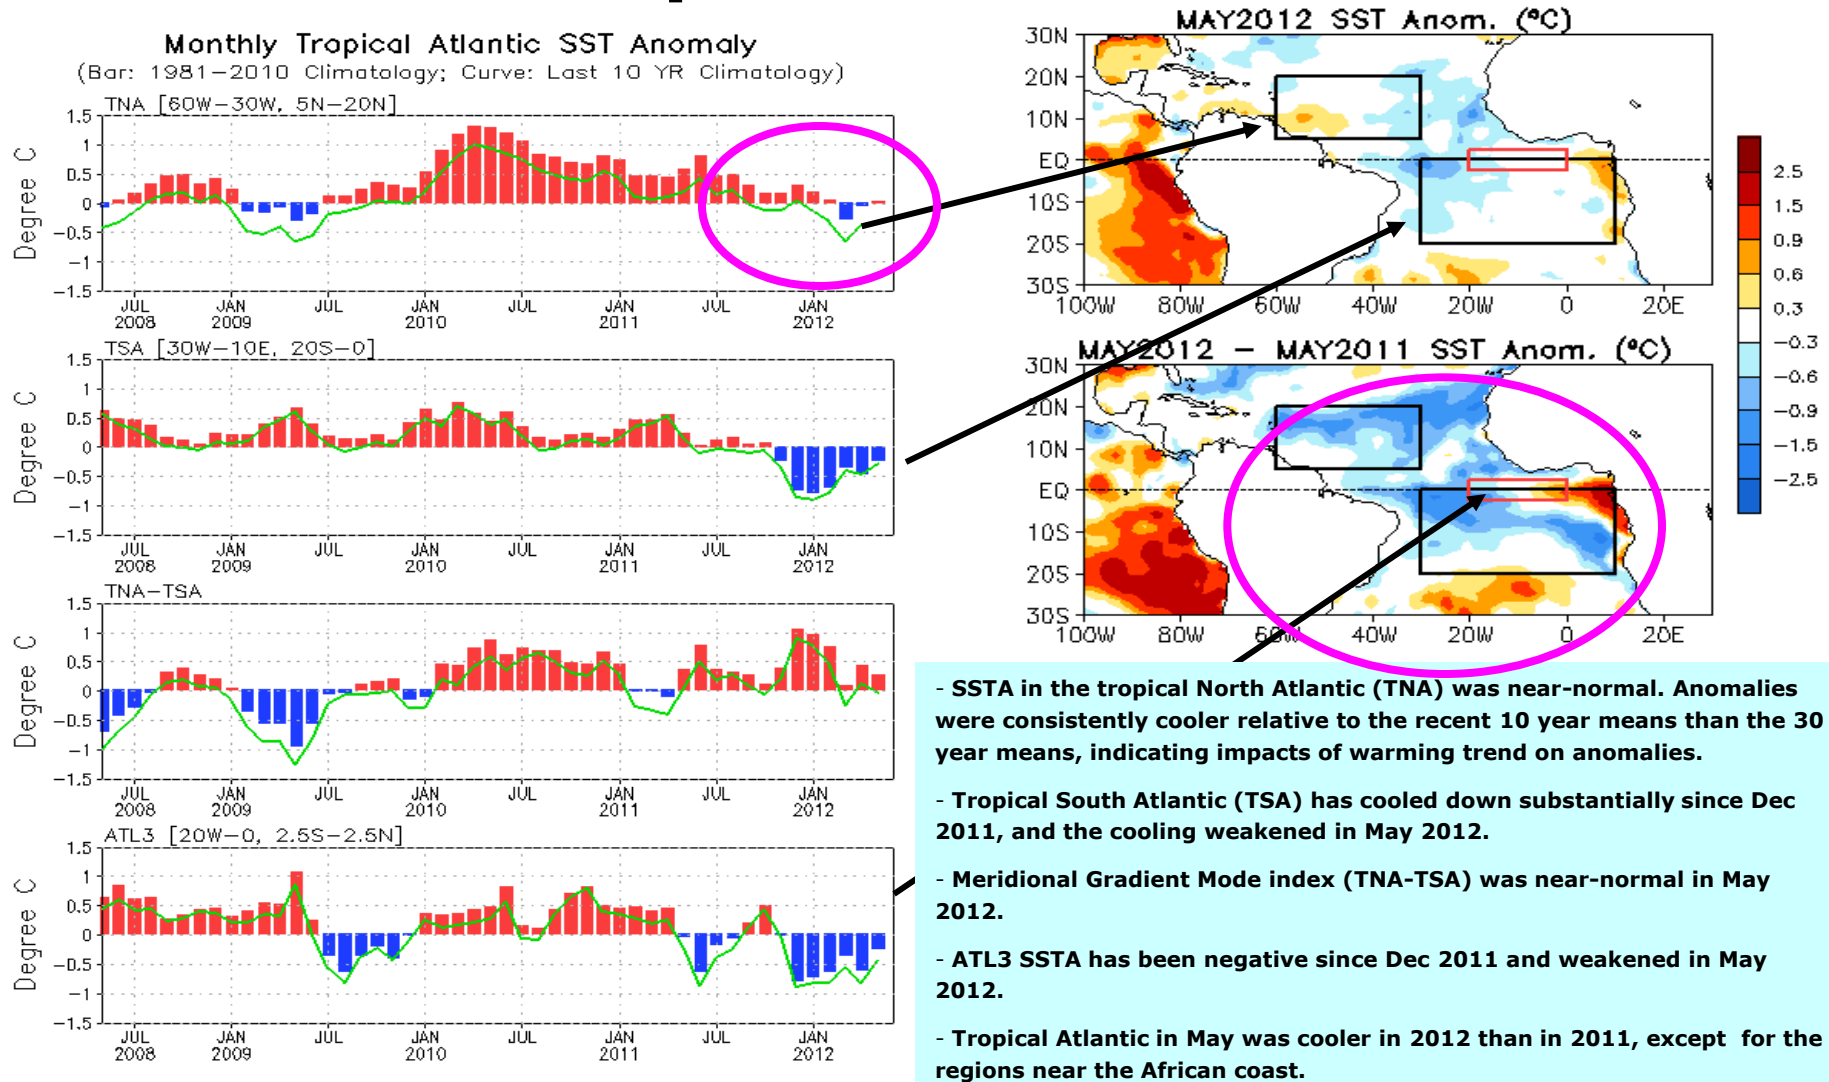 Monthly Tropical Atlantic SST Anomaly
(Bar: 1981-2010 Climatology; Curve: Last 10 YR Climatology)
TNA [60W-30W, 5N-20N]
Degree C
1.5
1
0.5
0
-0.5
-1
-1.5
JUL 2008
JAN 2009
JUL
JAN 2010
JUL
JAN 2011
JUL
JAN 2012
TSA [30W-10E, 20S-0]
Degree C
1.5
1
0.5
0
-0.5
-1
-1.5
JUL 2008
JAN 2009
JUL
JAN 2010
JUL
JAN 2011
JUL
JAN 2012
TNA-TSA
Degree C
1.5
1
0.5
0
-0.5
-1
-1.5
JUL 2008
JAN 2009
JUL
JAN 2010
JUL
JAN 2011
JUL
JAN 2012
ATL3 [20W-0, 2.5S-2.5N]
Degree C
1.5
1
0.5
0
-0.5
-1
-1.5
JUL 2008
JAN 2009
JUL
JAN 2010
JUL
JAN 2011
JUL
JAN 2012
MAY2012 SST Anom. (°C)
30N
20N
10N
EQ
10S
20S
30S
100W 80W 60W 40W 20W 0 20E
MAY2012 - MAY2011 SST Anom. (°C)
30N
20N
10N
EQ
10S
20S
30S
100W 80W 60W 40W 20W 0 20E
2.5
1.5
0.9
0.6
0.3
-0.3
-0.6
-0.9
-1.5
-2.5
- SSTA in the tropical North Atlantic (TNA) was near-normal. Anomalies
were consistently cooler relative to the recent 10 year means than the 30
year means, indicating impacts of warming trend on anomalies.
- Tropical South Atlantic (TSA) has cooled down substantially since Dec
2011, and the cooling weakened in May 2012.
- Meridional Gradient Mode index (TNA-TSA) was near-normal in May
2012.
- ATL3 SSTA has been negative since Dec 2011 and weakened in May
2012.
- Tropical Atlantic in May was cooler in 2012 than in 2011, except for the
regions near the African coast.